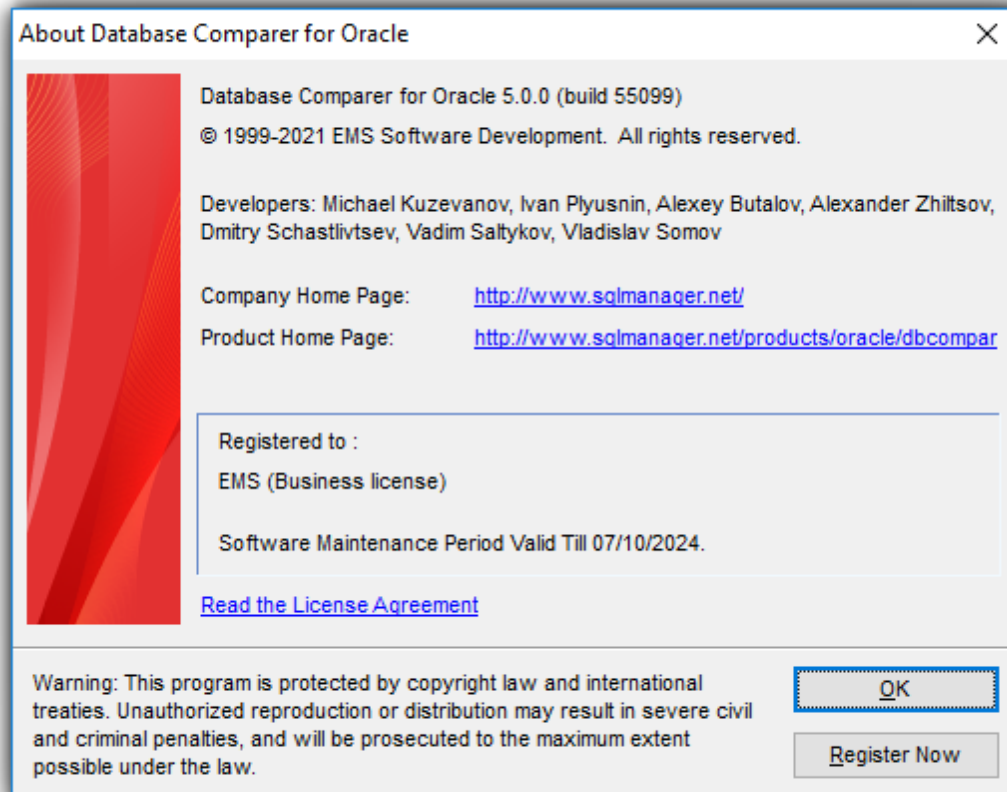 About Database Comparer for Oracle
Database Comparer for Oracle 5.0.0 (build 55099)
© 1999-2021 EMS Software Development. All rights reserved.
Developers: Michael Kuzevanov, Ivan Plyusnin, Alexey Butalov, Alexander Zhiltsov,
Dmitry Schastlivtsev, Vadim Saltykov, Vladislav Somov
Company Home Page: http://www.sqlmanager.net/
Product Home Page: http://www.sqlmanager.net/products/oracle/dbcompar
Registered to :
EMS (Business license)
Software Maintenance Period Valid Till 07/10/2024.
Read the License Agreement
Warning: This program is protected by copyright law and international
treaties. Unauthorized reproduction or distribution may result in severe civil
and criminal penalties, and will be prosecuted to the maximum extent
possible under the law.
OK
Register Now